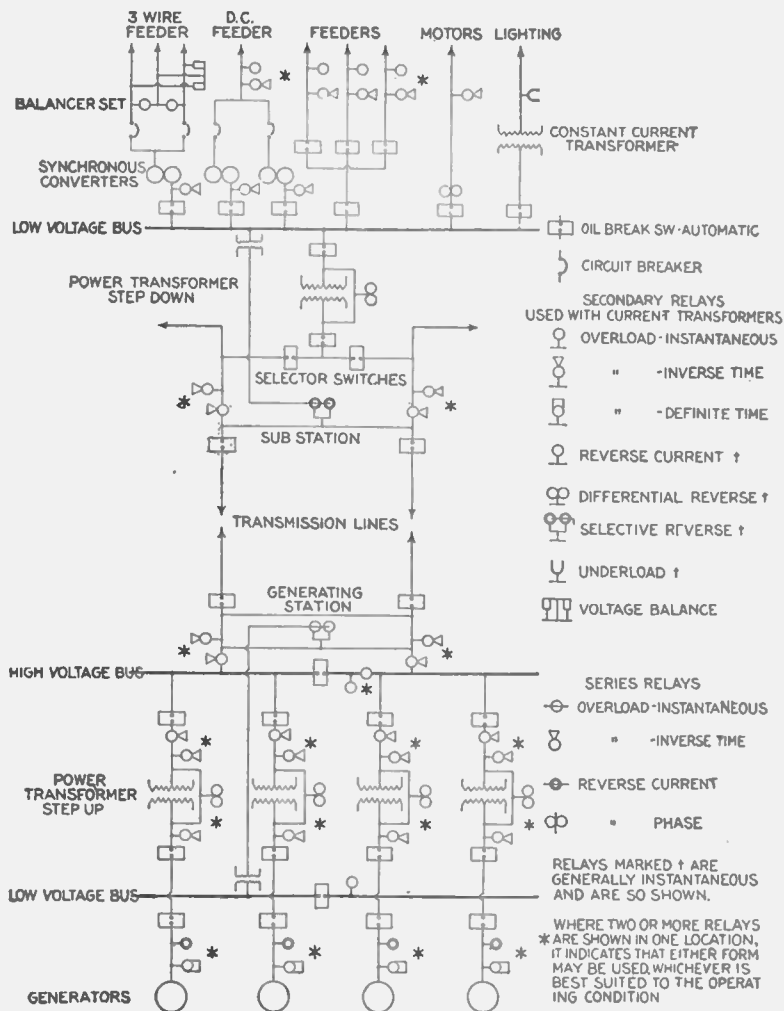 3 WIRE
FEEDER
D.C.
FEEDER
FEEDERS
MOTORS LIGHTING
*
*
BALANCER SET
CONSTANT CURRENT
TRANSFORMER
SYNCHRONOUS
CONVERTERS
LOW VOLTAGE BUS
OIL BREAK SW-AUTOMATIC
CIRCUIT BREAKER
POWER TRANSFORMER
STEP DOWN
SECONDARY RELAYS
USED WITH CURRENT TRANSFORMERS
OVERLOAD-INSTANTANEOUS
" -INVERSE TIME
" -DEFINITE TIME
SELECTOR SWITCHES
*
*
SUB STATION
REVERSE CURRENT †
DIFFERENTIAL REVERSE †
SELECTIVE REVERSE †
TRANSMISSION LINES
UNDERLOAD †
VOLTAGE BALANCE
GENERATING
STATION
*
*
HIGH VOLTAGE BUS
*
SERIES RELAYS
OVERLOAD-INSTANTANEOUS
" -INVERSE TIME
REVERSE CURRENT
" PHASE
* * * *
POWER
TRANSFORMER
STEP UP
* * * *
LOW VOLTAGE BUS
RELAYS MARKED † ARE
GENERALLY INSTANTANEOUS
AND ARE SO SHOWN.
WHERE TWO OR MORE RELAYS
* ARE SHOWN IN ONE LOCATION,
IT INDICATES THAT EITHER FORM
MAY BE USED, WHICHEVER IS
BEST SUITED TO THE OPERAT
ING CONDITION
* * * *
GENERATORS